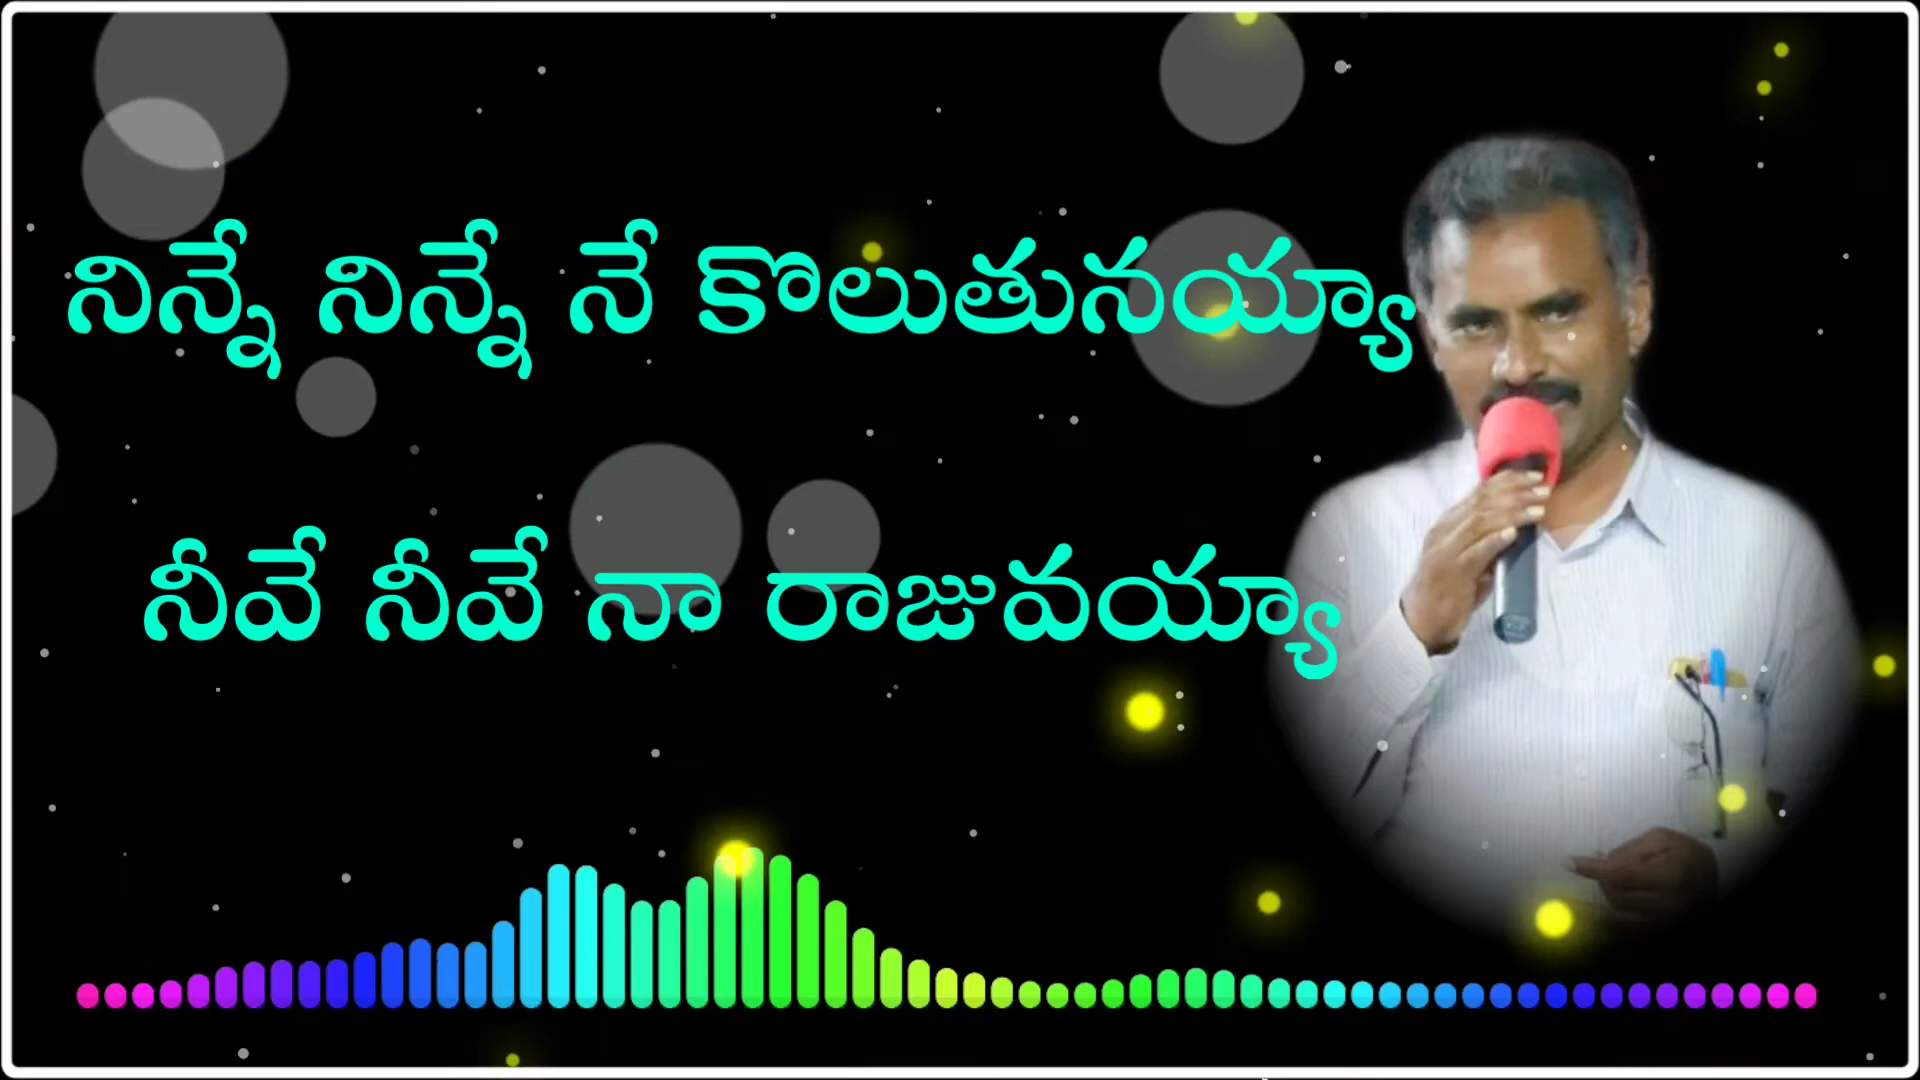 నిన్నే నిన్నే నే కొలుతునయ్యా
నీవే నీవే నా రాజువయ్యా